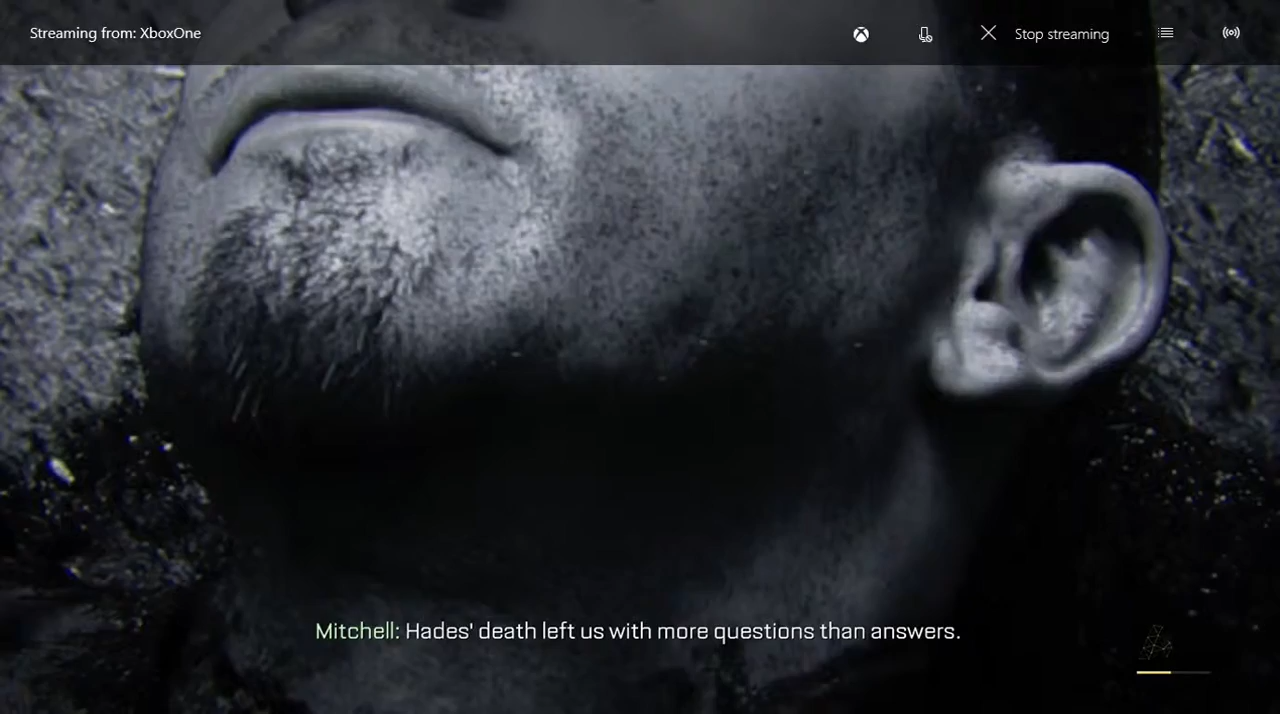 Streaming from: XboxOne
Stop streaming
Mitchell: Hades' death left us with more questions than answers.